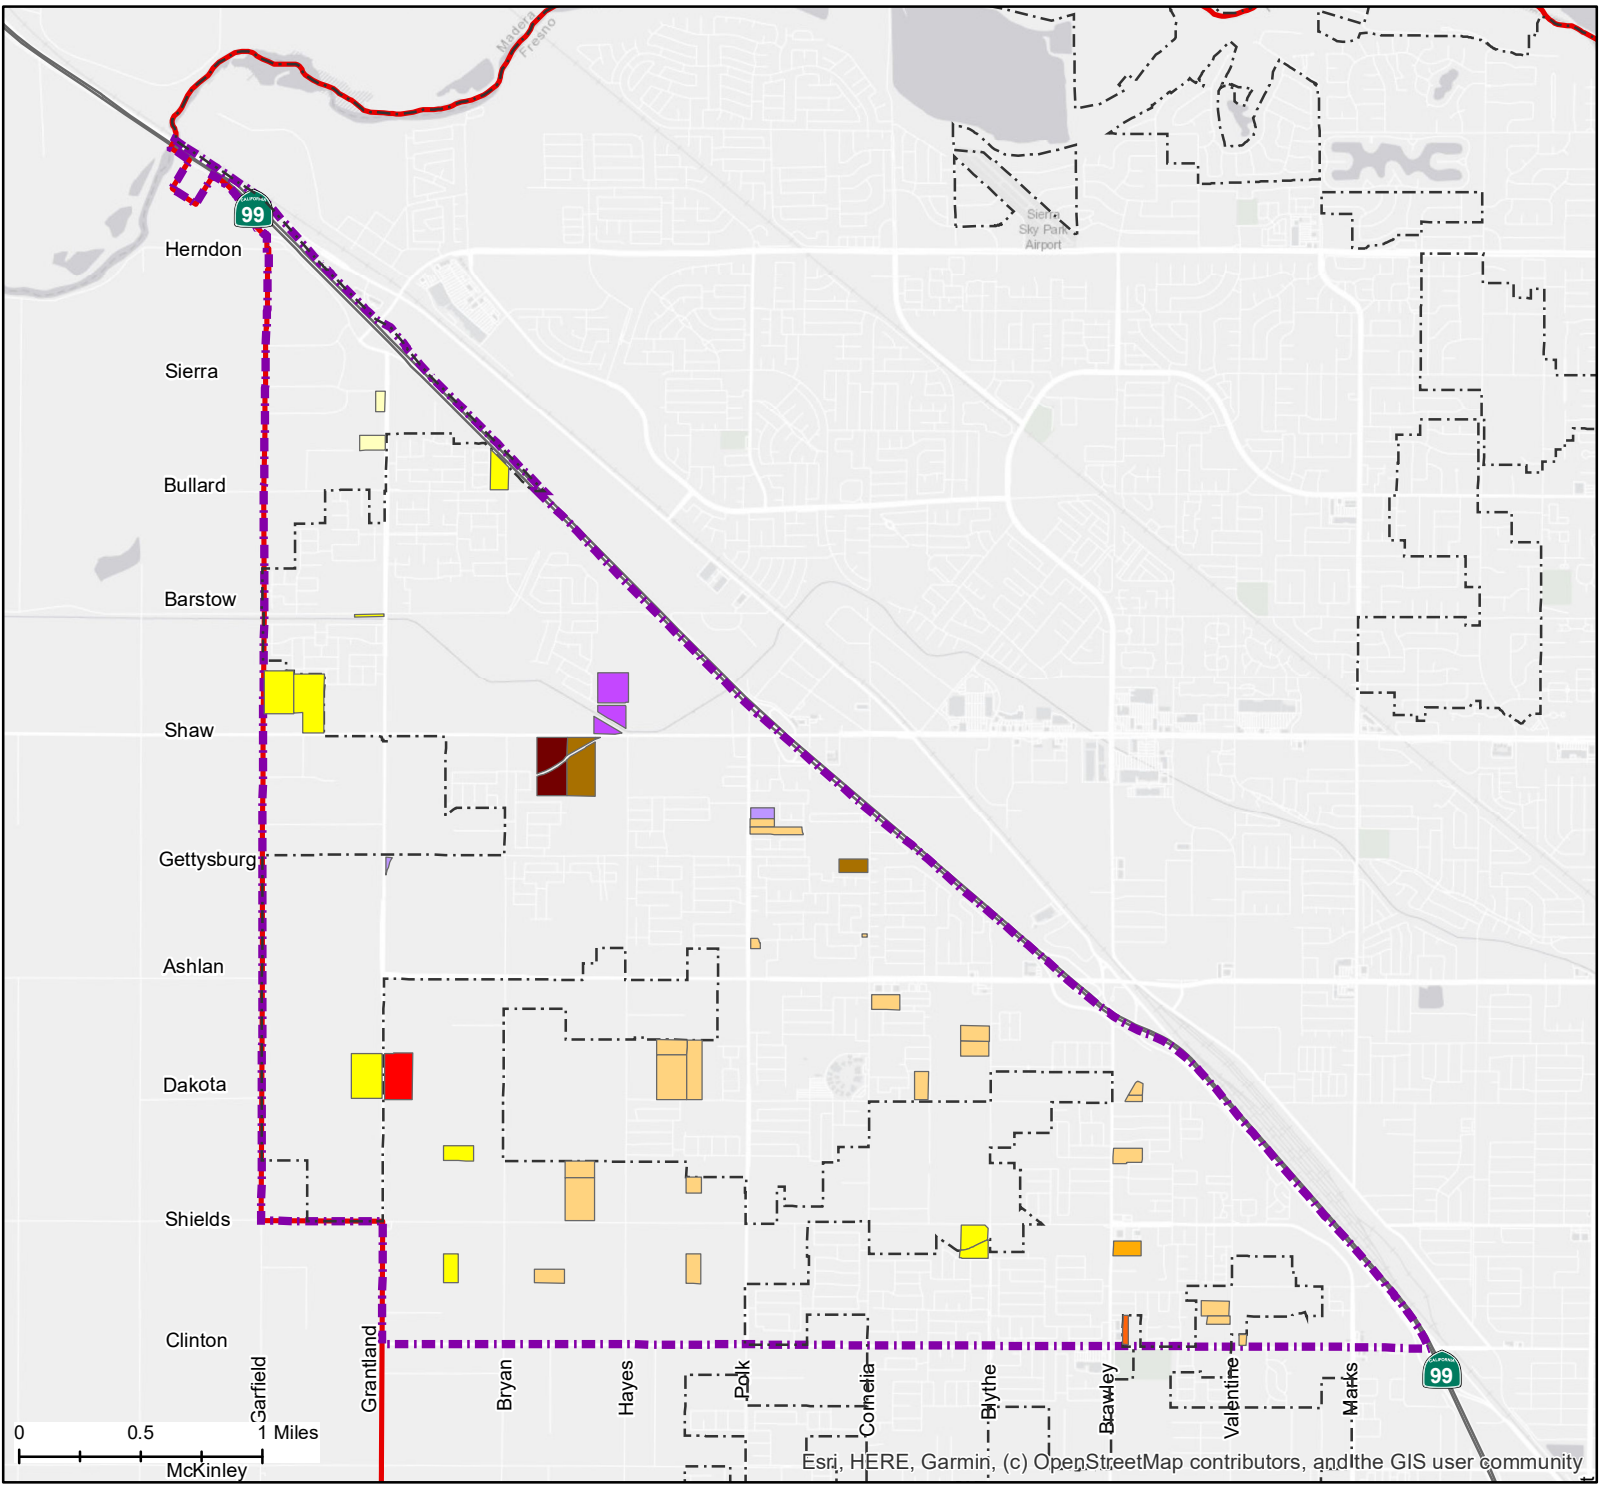 Madera
Fresno
CALIFORNIA
99
Sierra
Sky Park
Airport
Herndon
Sierra
Bullard
Barstow
Shaw
Gettysburg
Ashlan
Dakota
Shields
Clinton
Garfield
Grantland
Bryan
Hayes
Polk
Cornelia
Blythe
Brawley
Valentine
Marks
CALIFORNIA
99
0 0.5 1 Miles
McKinley
Esri, HERE, Garmin, (c) OpenStreetMap contributors, and the GIS user community